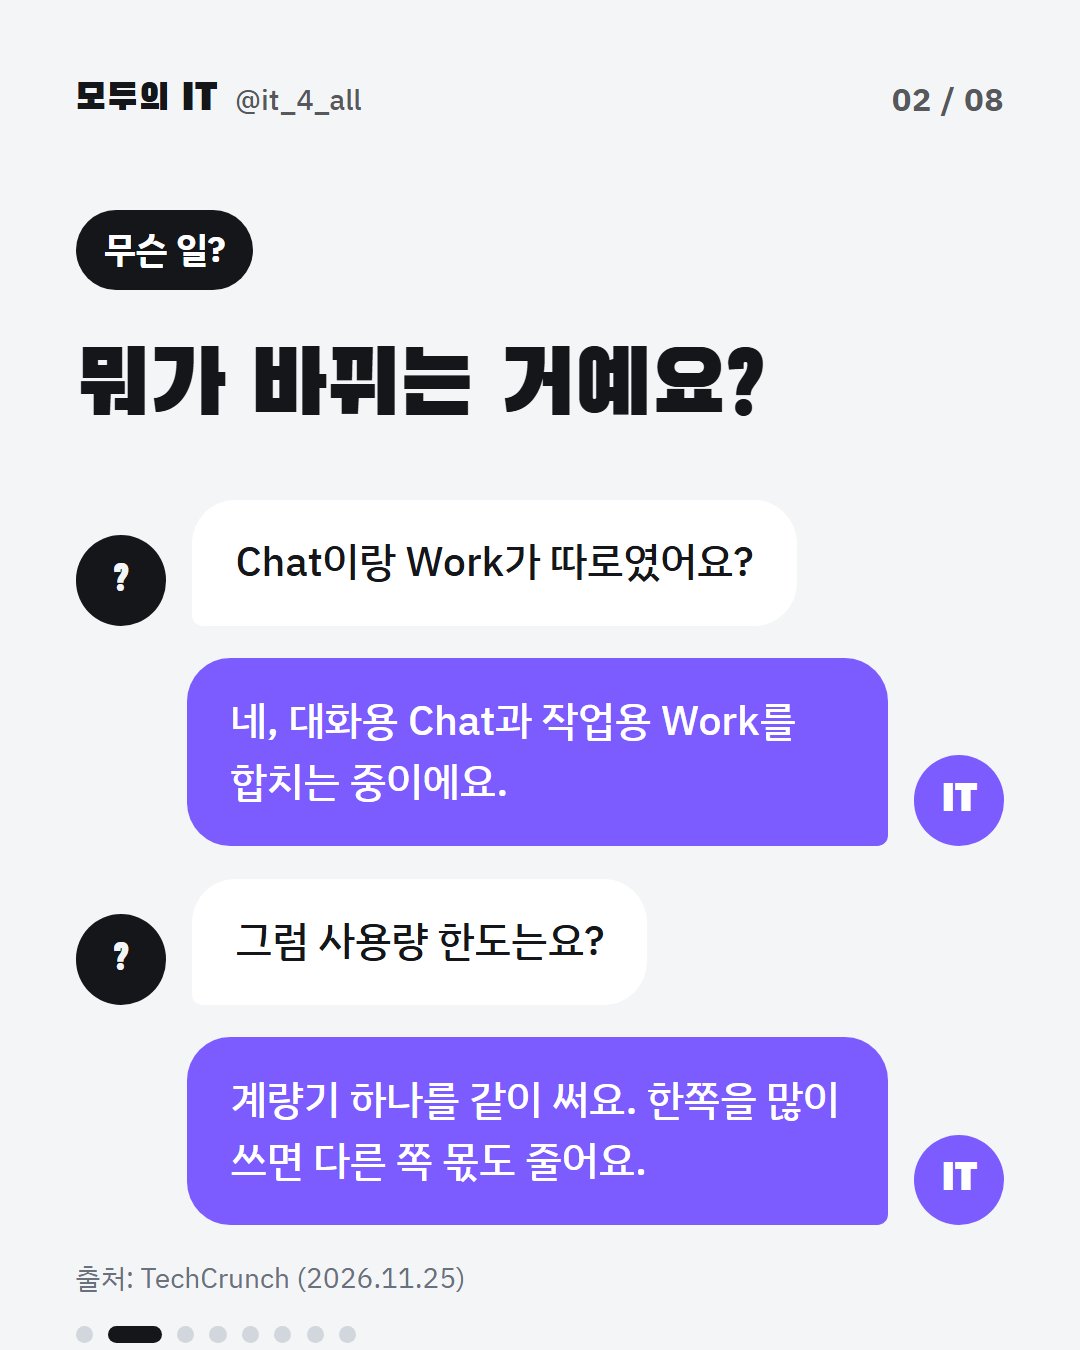 모두의 IT @it_4_all 02 / 08
무슨 일?
뭐가 바뀌는 거예요?
? Chat이랑 Work가 따로였어요?
네, 대화용 Chat과 작업용 Work를
합치는 중이에요.
IT
? 그럼 사용량 한도는요?
계량기 하나를 같이 써요. 한쪽을 많이
쓰면 다른 쪽 몫도 줄어요.
IT
출처: TechCrunch (2026.11.25)